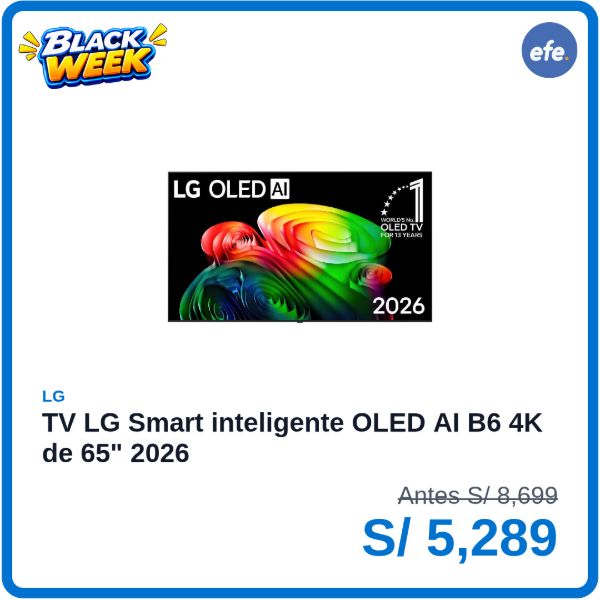 BLACK
WEEK
efe.
LG OLED AI
1
WORLD'S No.
OLED TV
FOR 13 YEARS
2026
LG
TV LG Smart inteligente OLED AI B6 4K
de 65" 2026
Antes S/ 8,699
S/ 5,289